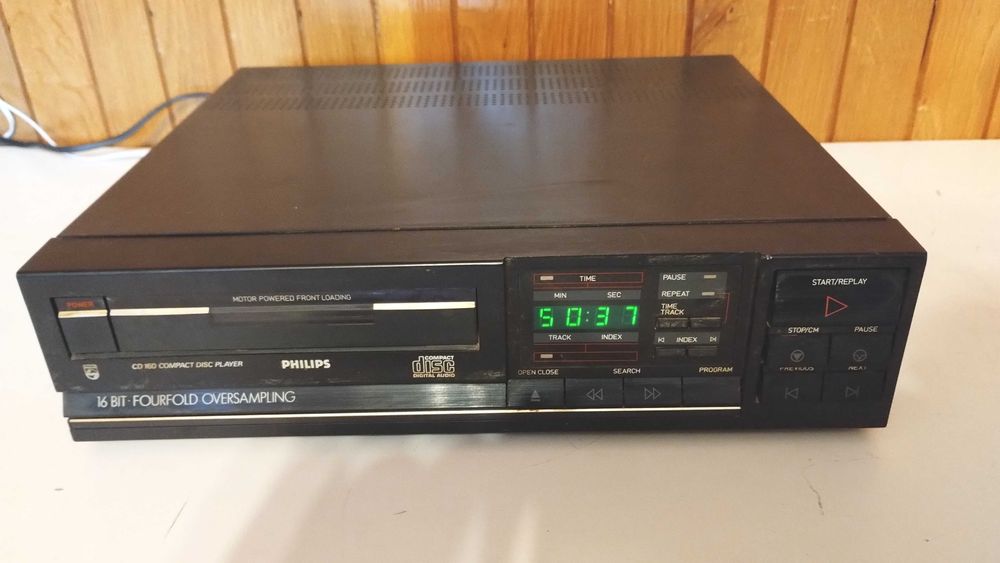 POWER
MOTOR POWERED FRONT LOADING
CD 160 COMPACT DISC PLAYER
PHILIPS
COMPACT
disc
DIGITAL AUDIO
16 BIT · FOURFOLD OVERSAMPLING
TIME
MIN SEC
50:37
TRACK INDEX
PAUSE
REPEAT
TIME
TRACK
INDEX
OPEN CLOSE SEARCH PROGRAM
START/REPLAY
STOP/CM PAUSE
PREVIOUS NEXT